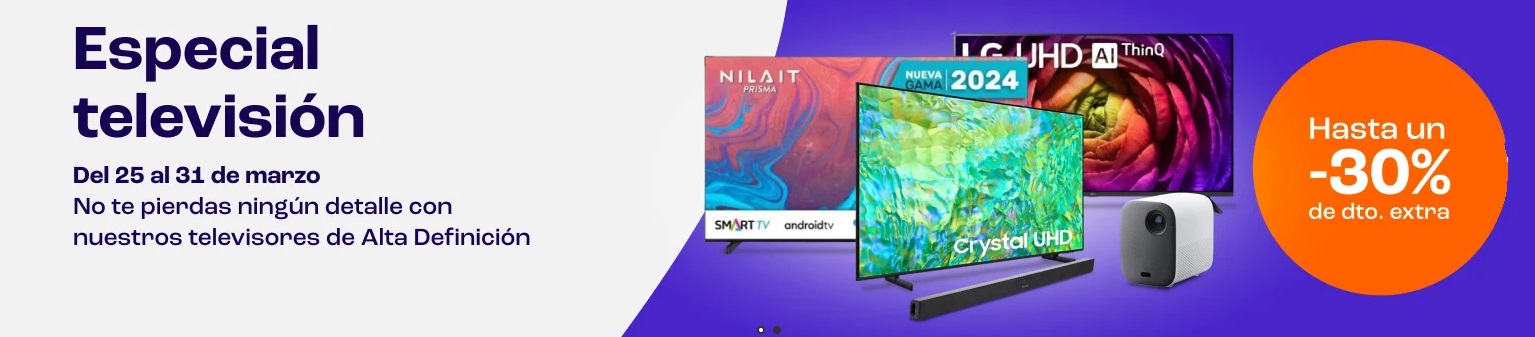 Especial
televisión
Del 25 al 31 de marzo
No te pierdas ningún detalle con
nuestros televisores de Alta Definición
NILAIT
PRISMA
NUEVA
GAMA
2024
SMART TV
androidtv
LG UHD AI ThinQ
Crystal UHD
Hasta un
-30%
de dto. extra